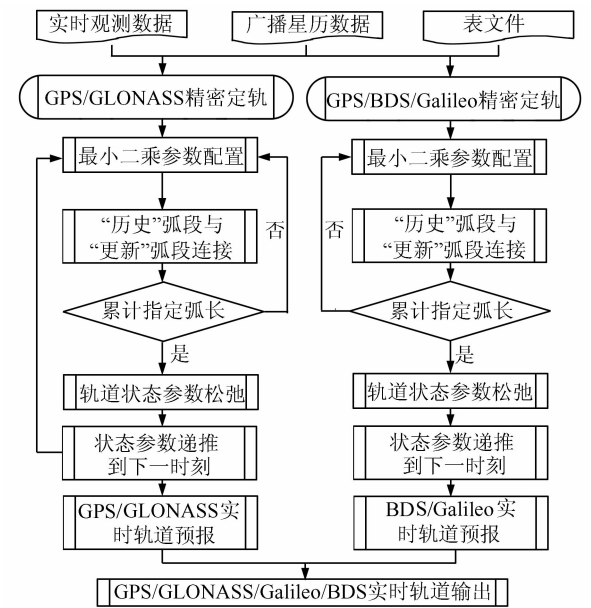 实时观测数据
广播星历数据
表文件
GPS/GLONASS精密定轨
GPS/BDS/Galileo精密定轨
最小二乘参数配置
最小二乘参数配置
“历史”弧段与
“更新”弧段连接
否
否
“历史”弧段与
“更新”弧段连接
累计指定弧长
累计指定弧长
是
是
轨道状态参数松弛
轨道状态参数松弛
状态参数递推
到下一时刻
状态参数递推
到下一时刻
GPS/GLONASS实
时轨道预报
BDS/Galileo实
时轨道预报
GPS/GLONASS/Galileo/BDS实时轨道输出